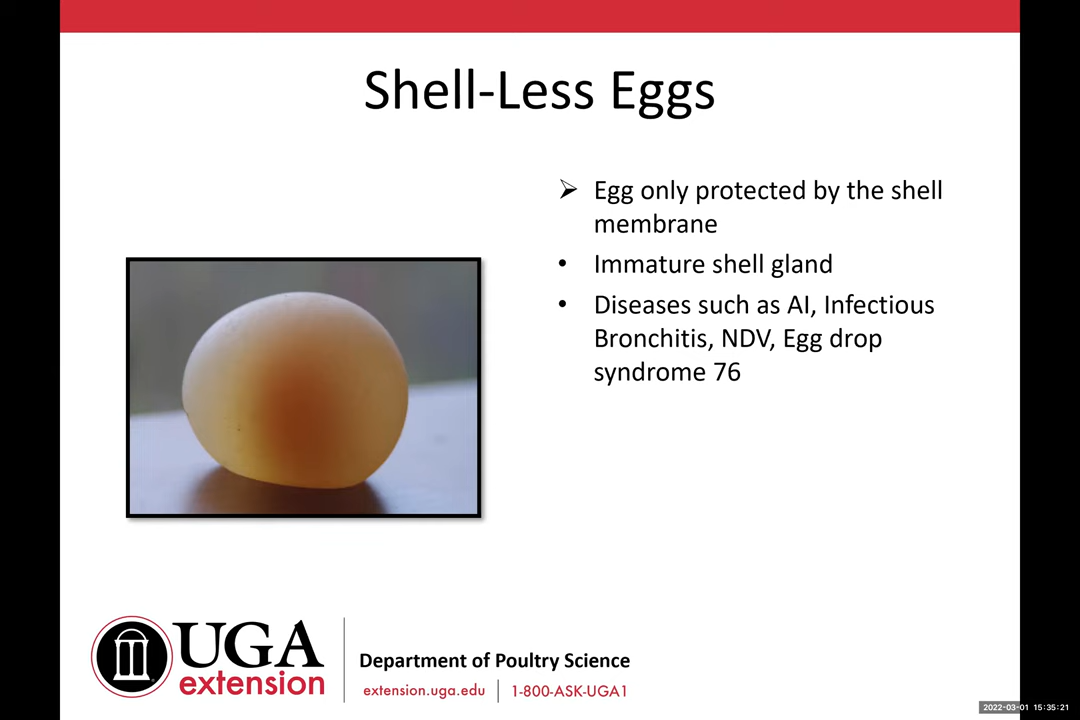 Shell-Less Eggs
➢ Egg only protected by the shell
membrane
• Immature shell gland
• Diseases such as AI, Infectious
Bronchitis, NDV, Egg drop
syndrome 76
UGA
extension
Department of Poultry Science
extension.uga.edu | 1-800-ASK-UGA1
2022-03-01 15:35:21